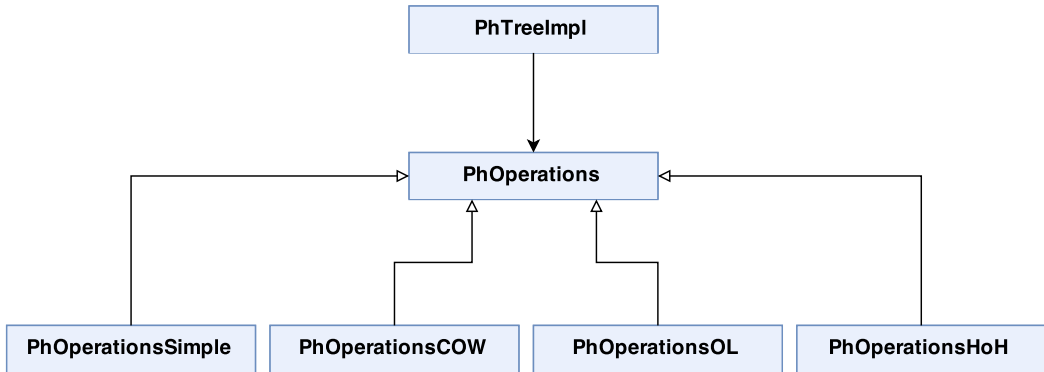 PhTreeImpl
PhOperations
PhOperationsSimple
PhOperationsCOW
PhOperationsOL
PhOperationsHoH